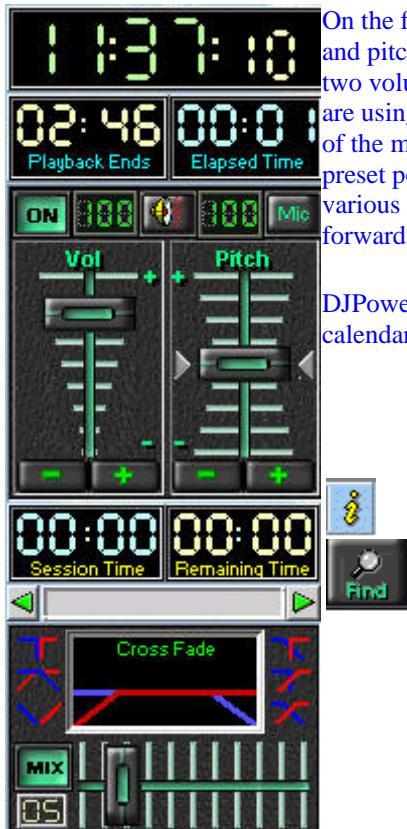 11:37:10
02:46 00:01
Playback Ends Elapsed Time
ON 100 100 Mic
Vol Pitch
+ +
- -
- + - +
00:00 00:00
Session Time Remaining Time
Cross Fade
MIX
05
On the f
and pitc
two volu
are using
of the m
preset po
various
forward
DJPowe
calendar
i
Find